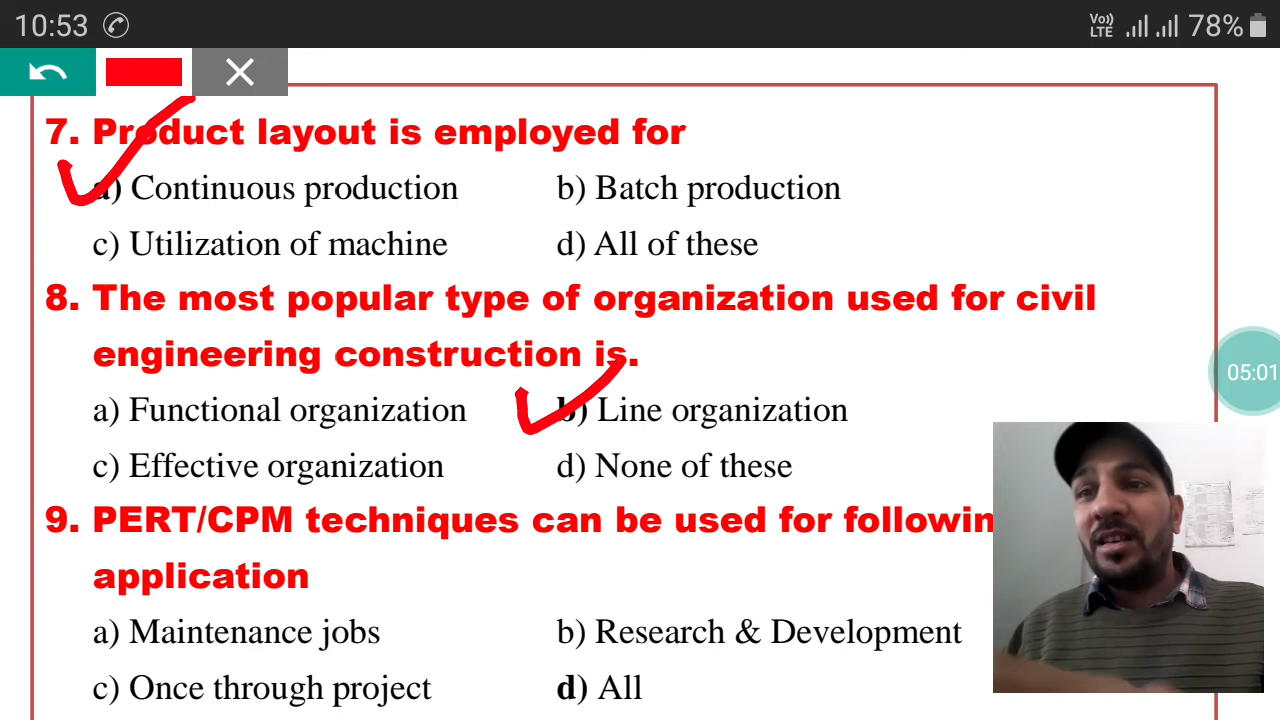 10:53
Vo)) LTE 78%
7. Product layout is employed for
a) Continuous production b) Batch production
c) Utilization of machine d) All of these
8. The most popular type of organization used for civil
engineering construction is.
a) Functional organization b) Line organization
c) Effective organization d) None of these
05:01
9. PERT/CPM techniques can be used for followin
application
a) Maintenance jobs b) Research & Development
c) Once through project d) All